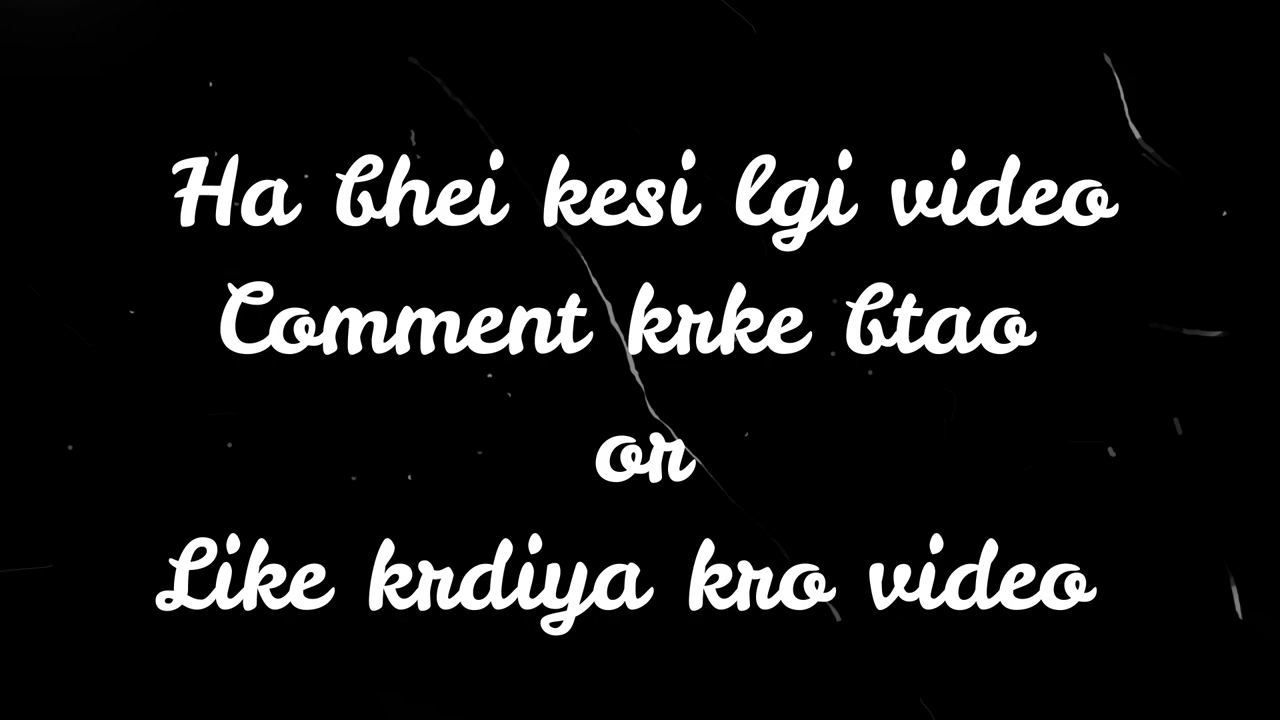 Ha bhei kesi lgi video
Comment krke btao
or
Like krdiya kro video